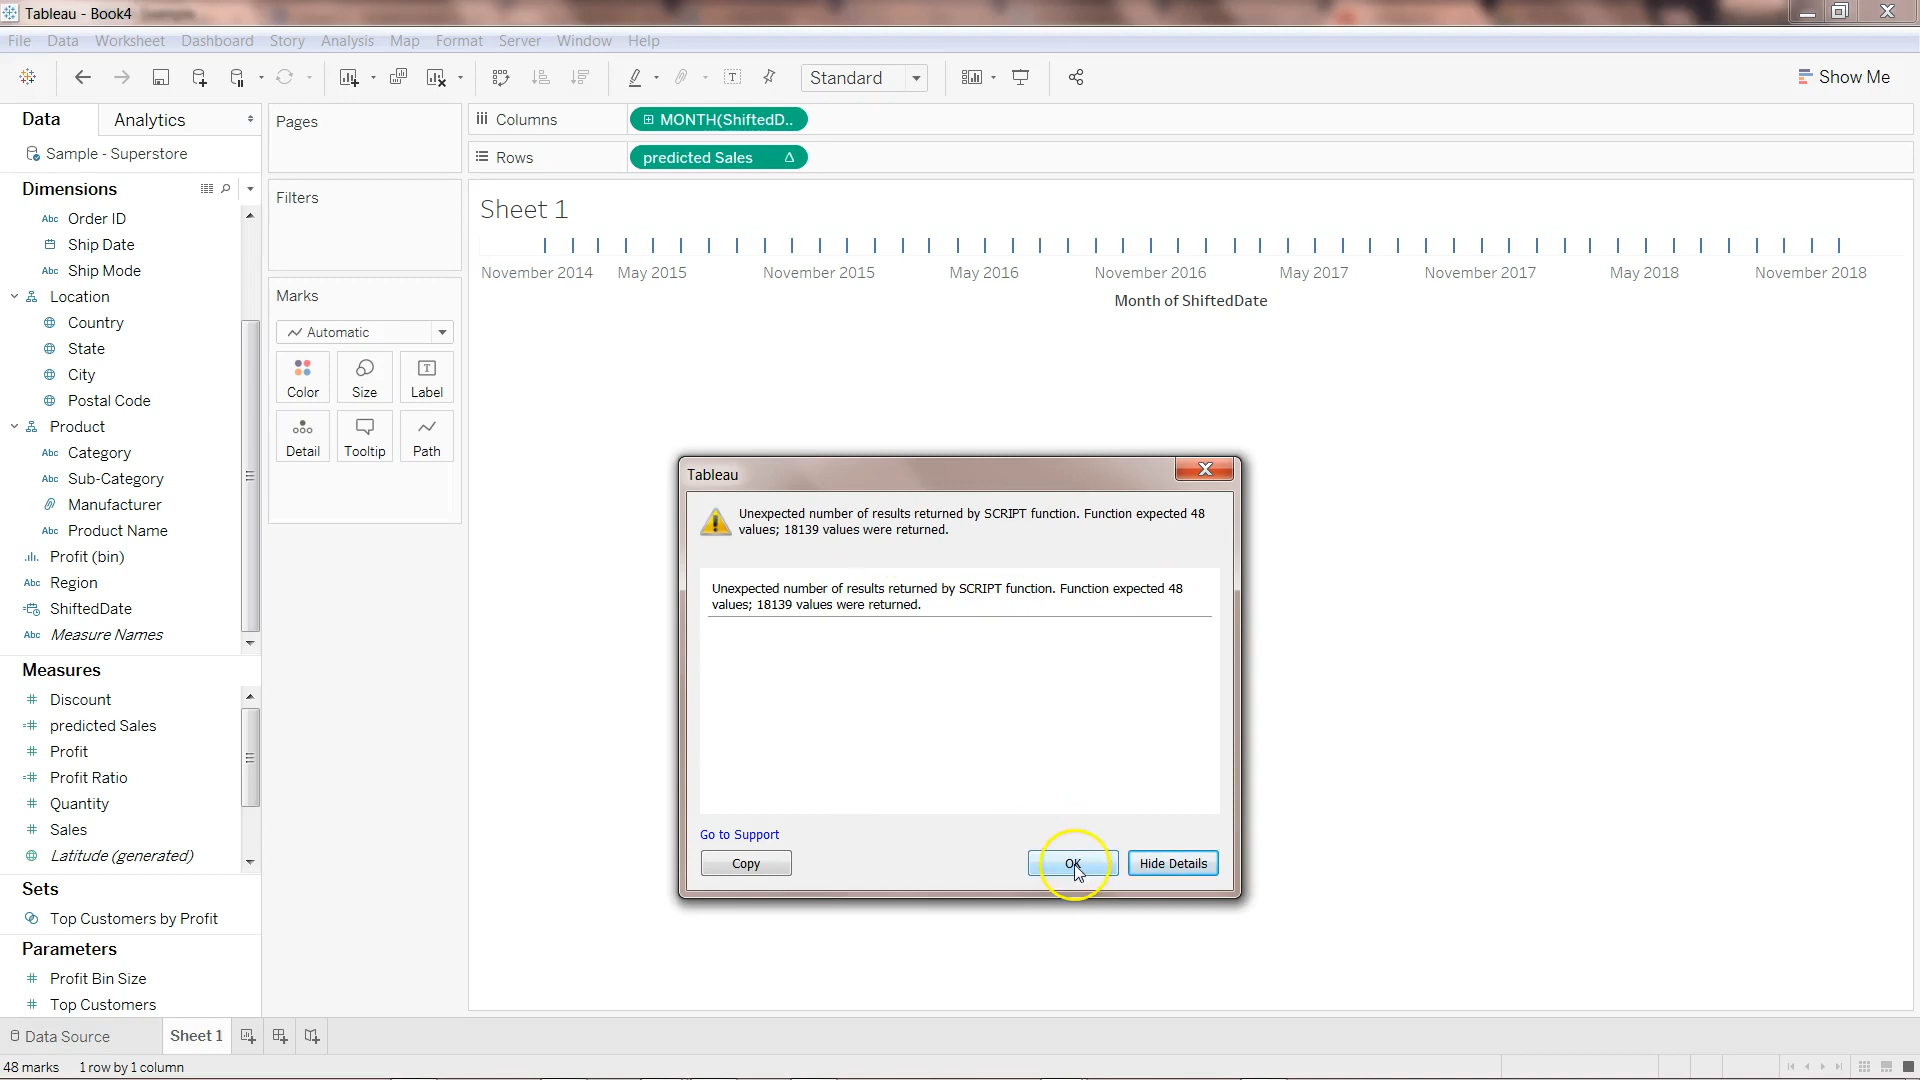 Tableau - Book4
File Data Worksheet Dashboard Story Analysis Map Format Server Window Help
Standard
Show Me
Data
Analytics
Sample - Superstore
Dimensions
Abc Order ID
Ship Date
Abc Ship Mode
Location
Country
State
City
Postal Code
Product
Abc Category
Abc Sub-Category
Manufacturer
Abc Product Name
Profit (bin)
Abc Region
ShiftedDate
Abc Measure Names
Measures
# Discount
=# predicted Sales
# Profit
=# Profit Ratio
# Quantity
# Sales
Latitude (generated)
Sets
Top Customers by Profit
Parameters
# Profit Bin Size
# Top Customers
Pages
Filters
Marks
Automatic
Color Size Label
Detail Tooltip Path
Columns
MONTH(ShiftedD..
Rows
predicted Sales Δ
Sheet 1
November 2014 May 2015 November 2015 May 2016 November 2016 May 2017 November 2017 May 2018 November 2018
Month of ShiftedDate
Tableau
Unexpected number of results returned by SCRIPT function. Function expected 48
values; 18139 values were returned.
Unexpected number of results returned by SCRIPT function. Function expected 48
values; 18139 values were returned.
Go to Support
Copy
OK
Hide Details
Data Source
Sheet 1
48 marks 1 row by 1 column